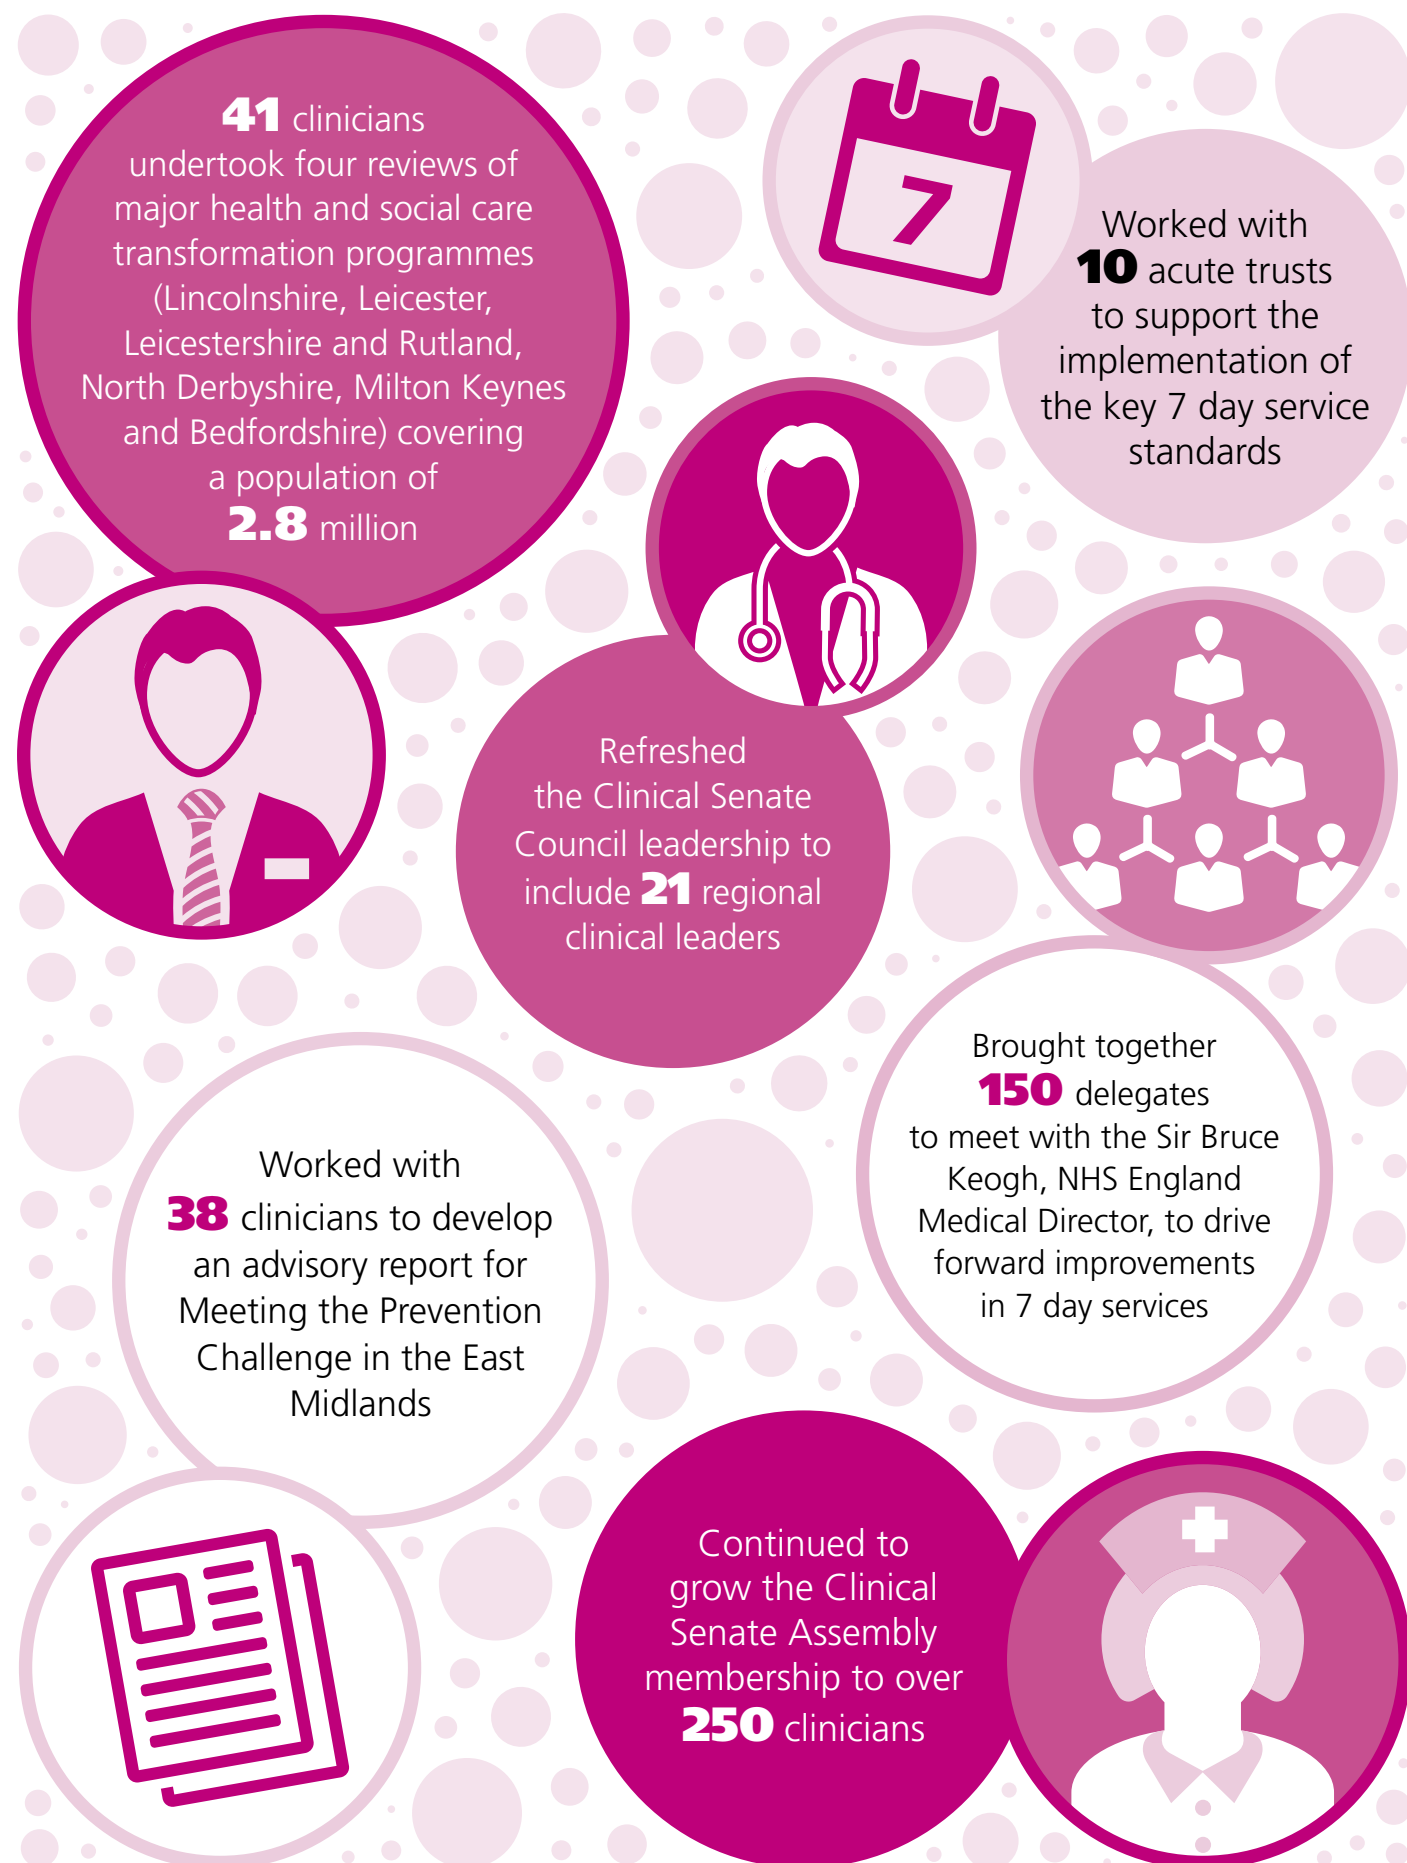 41 clinicians
undertook four reviews of
major health and social care
transformation programmes
(Lincolnshire, Leicester,
Leicestershire and Rutland,
North Derbyshire, Milton Keynes
and Bedfordshire) covering
a population of
2.8 million
7
Worked with
10 acute trusts
to support the
implementation of
the key 7 day service
standards
Refreshed
the Clinical Senate
Council leadership to
include 21 regional
clinical leaders
Brought together
150 delegates
to meet with the Sir Bruce
Keogh, NHS England
Medical Director, to drive
forward improvements
in 7 day services
Worked with
38 clinicians to develop
an advisory report for
Meeting the Prevention
Challenge in the East
Midlands
Continued to
grow the Clinical
Senate Assembly
membership to over
250 clinicians